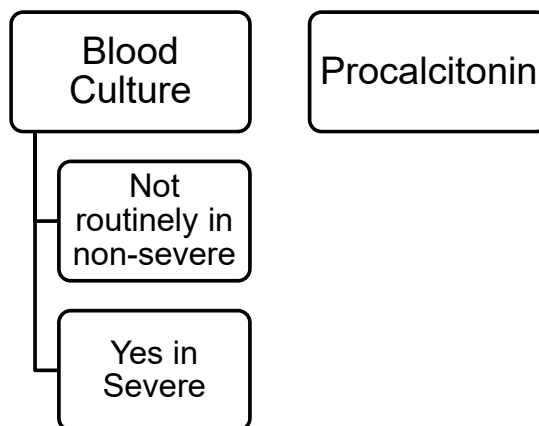 Blood
Culture
Procalcitonin
Not
routinely in
non-severe
Yes in
Severe